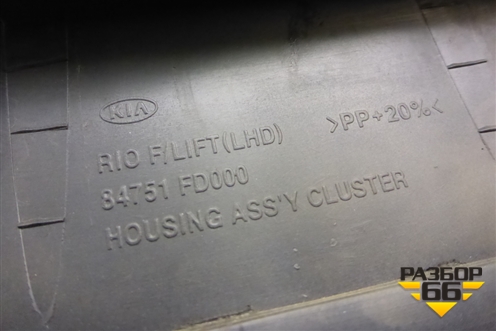 KIA
RIO F/LIFT(LHD) >PP+20%<
84751 FD000
HOUSING ASS'Y CLUSTER
РАЗБОР
66